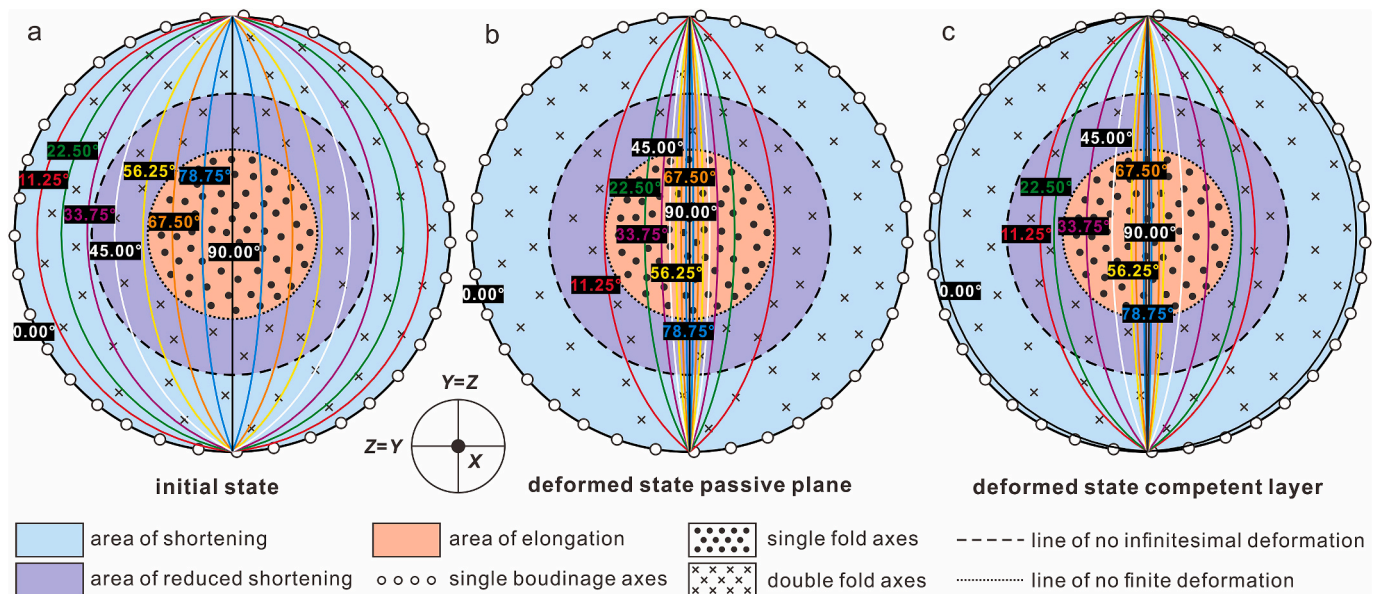 a
b
c
22.50°
11.25°
33.75°
45.00°
56.25°
67.50°
78.75°
90.00°
0.00°
45.00°
22.50°
67.50°
90.00°
33.75°
56.25°
11.25°
0.00°
78.75°
45.00°
67.50°
22.50°
33.75°
11.25°
90.00°
56.25°
0.00°
78.75°
Y=Z
Z=Y
X
initial state
deformed state passive plane
deformed state competent layer
area of shortening
area of elongation
single fold axes
line of no infinitesimal deformation
area of reduced shortening
single boudinage axes
double fold axes
line of no finite deformation